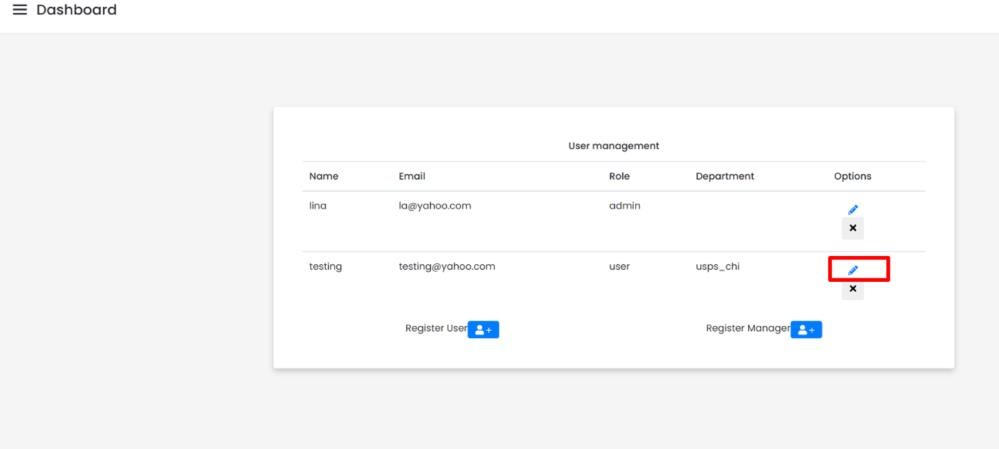 Dashboard
User management
Name Email Role Department Options
lina la@yahoo.com admin
testing testing@yahoo.com user usps_chi
Register User Register Manager